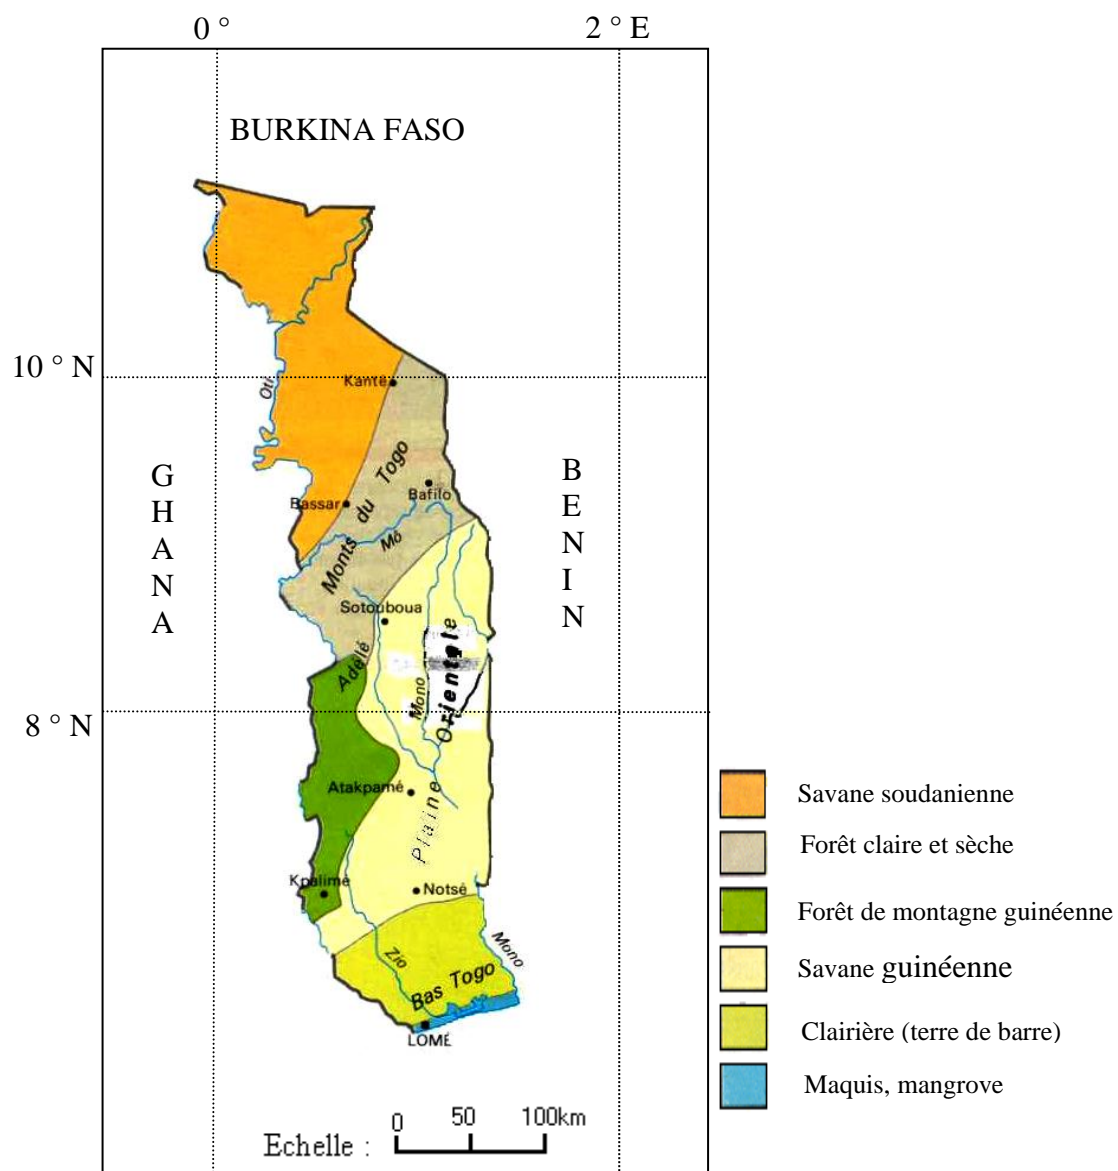 0 °
2 ° E
BURKINA FASO
10 ° N
Oti
Kanté
GHANA
BENIN
Monts du Togo
Bafilo
Bassar
Mô
Sotouboua
Adélé
Mono
Plaine Orientale
8 ° N
Atakpamé
Kpalimé
Notsé
Zio
Mono
Bas Togo
LOMÉ
Savane soudanienne
Forêt claire et sèche
Forêt de montagne guinéenne
Savane guinéenne
Clairière (terre de barre)
Maquis, mangrove
Echelle : 0 50 100km